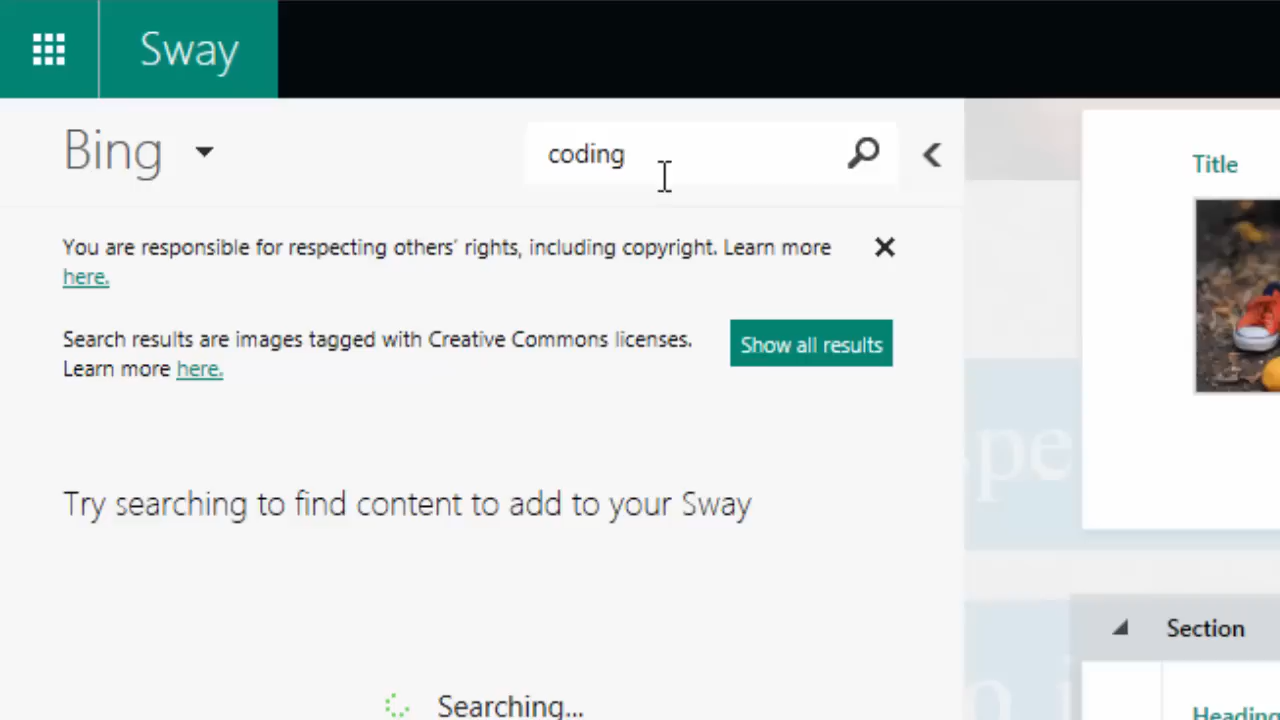 Sway
Bing
coding
Title
You are responsible for respecting others' rights, including copyright. Learn more
here.
Search results are images tagged with Creative Commons licenses.
Learn more here.
Show all results
Try searching to find content to add to your Sway
Section
Searching...
Heading